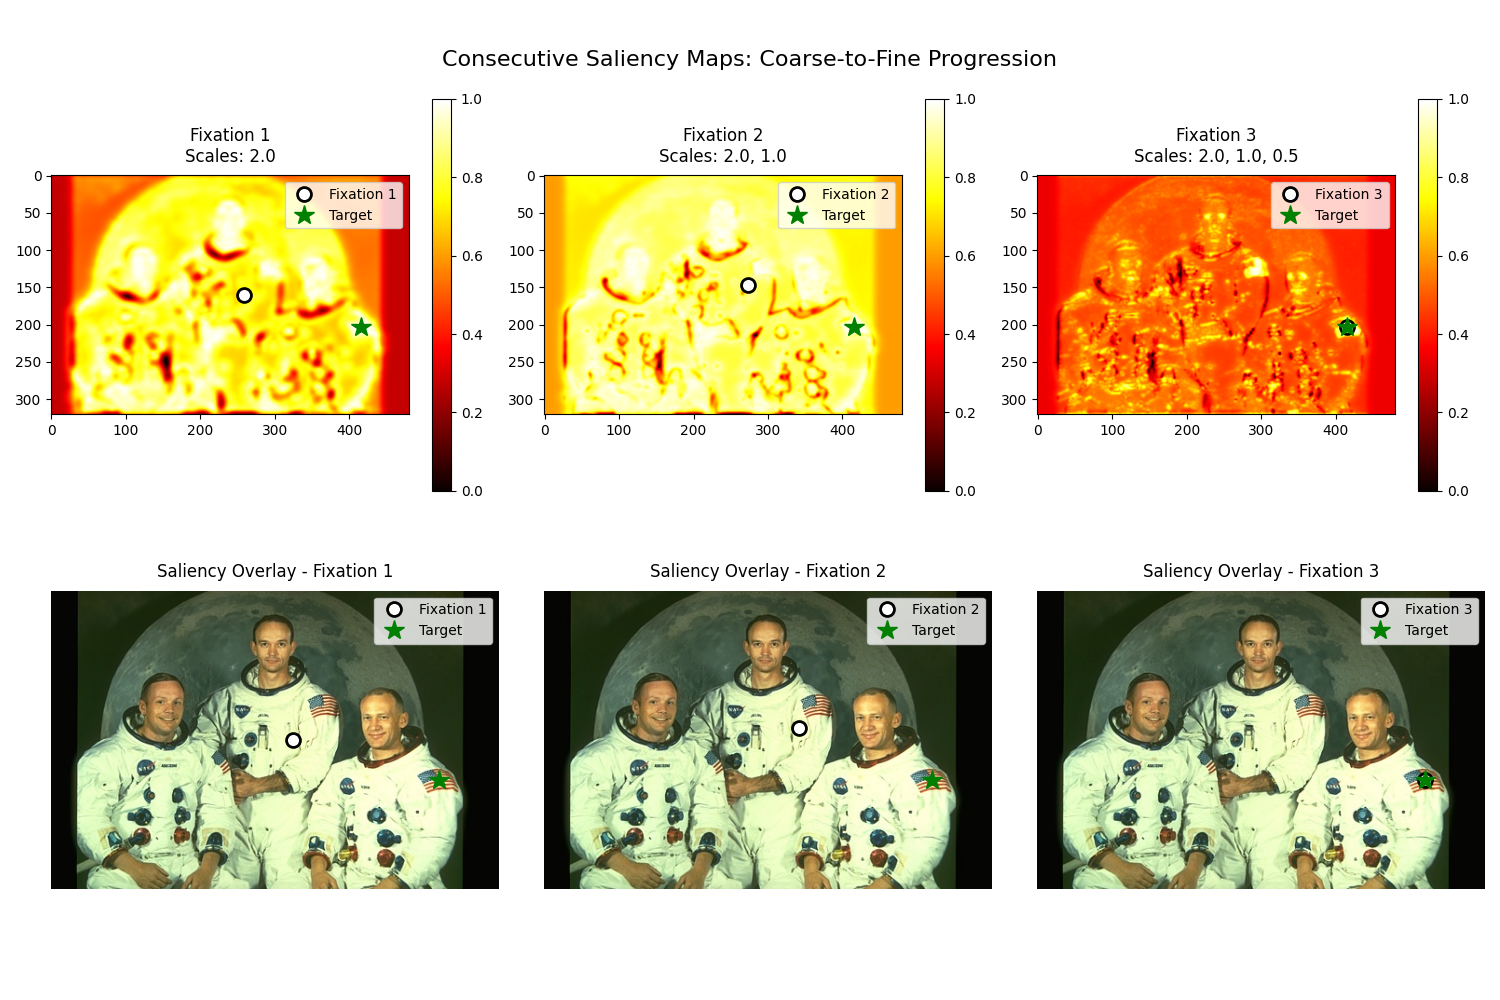 Consecutive Saliency Maps: Coarse-to-Fine Progression
Fixation 1
Scales: 2.0
Fixation 2
Scales: 2.0, 1.0
Fixation 3
Scales: 2.0, 1.0, 0.5
Fixation 1
Target
0
50
100
150
200
250
300
0
100
200
300
400
1.0
0.8
0.6
0.4
0.2
0.0
Fixation 2
Target
0
50
100
150
200
250
300
0
100
200
300
400
1.0
0.8
0.6
0.4
0.2
0.0
Fixation 3
Target
0
50
100
150
200
250
300
0
100
200
300
400
1.0
0.8
0.6
0.4
0.2
0.0
Saliency Overlay - Fixation 1
Fixation 1
Target
Saliency Overlay - Fixation 2
Fixation 2
Target
Saliency Overlay - Fixation 3
Fixation 3
Target